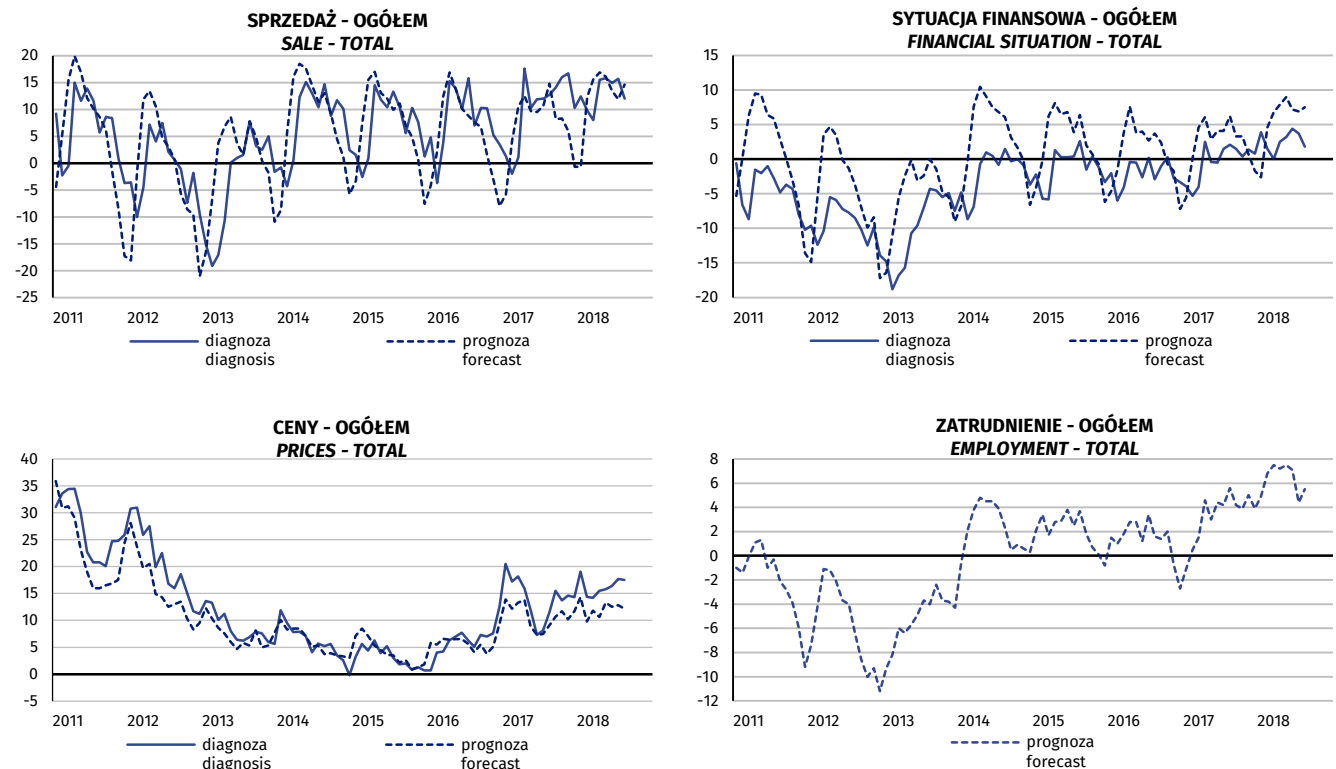 SPRZEDAŻ - OGÓŁEM
SALE - TOTAL
20
15
10
5
0
-5
-10
-15
-20
-25
2011 2012 2013 2014 2015 2016 2017 2018
diagnoza prognoza
diagnosis forecast
SYTUACJA FINANSOWA - OGÓŁEM
FINANCIAL SITUATION - TOTAL
15
10
5
0
-5
-10
-15
-20
2011 2012 2013 2014 2015 2016 2017 2018
diagnoza prognoza
diagnosis forecast
CENY - OGÓŁEM
PRICES - TOTAL
40
35
30
25
20
15
10
5
0
-5
2011 2012 2013 2014 2015 2016 2017 2018
diagnoza prognoza
diagnosis forecast
ZATRUDNIENIE - OGÓŁEM
EMPLOYMENT - TOTAL
8
6
4
2
0
-2
-4
-6
-8
-10
-12
2011 2012 2013 2014 2015 2016 2017 2018
prognoza
forecast